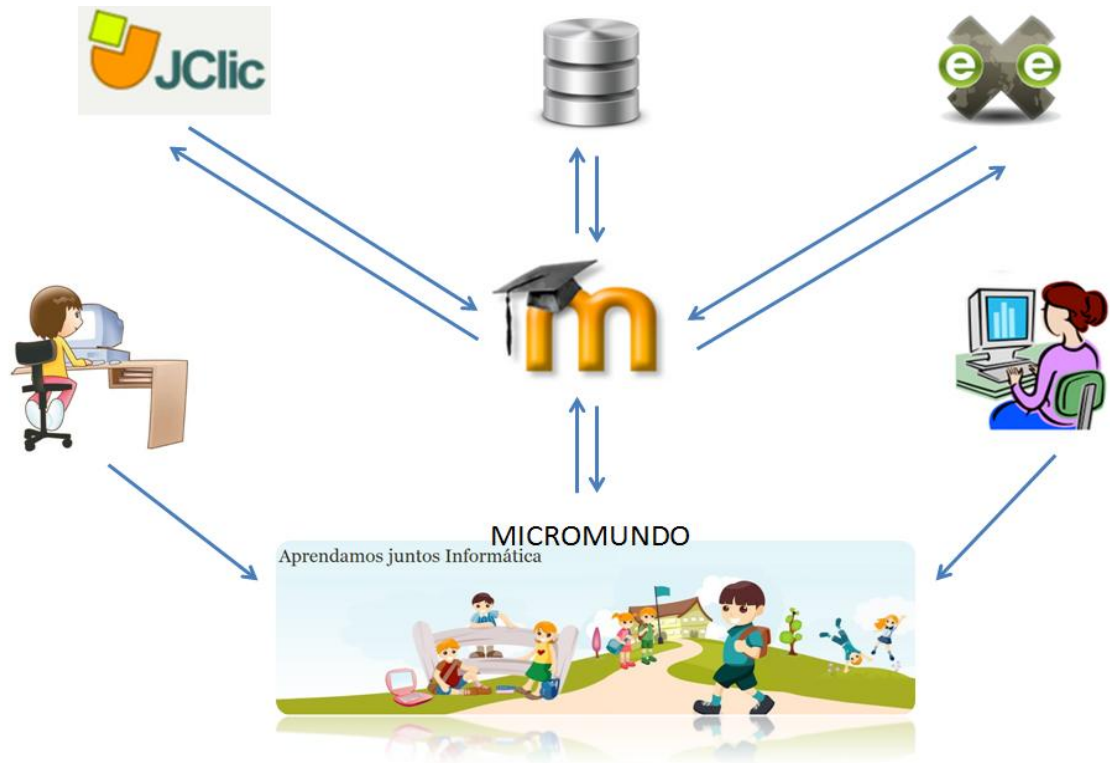 JClic
e e
m
MICROMUNDO
Aprendamos juntos Informática